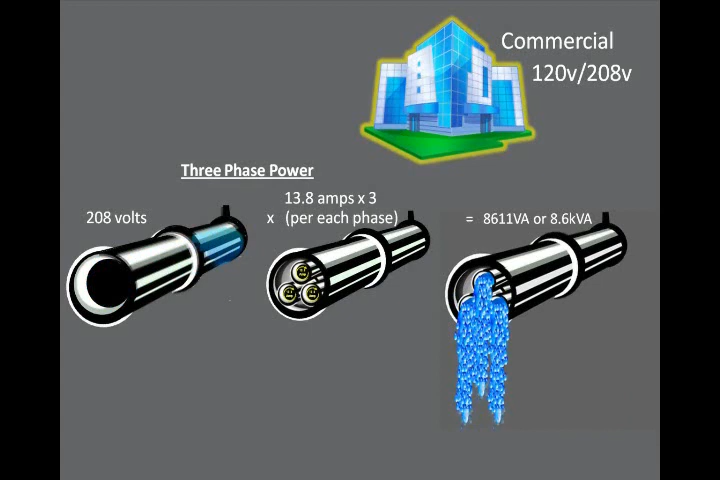 Commercial
120v/208v
Three Phase Power
13.8 amps x 3
208 volts x (per each phase) = 8611VA or 8.6kVA